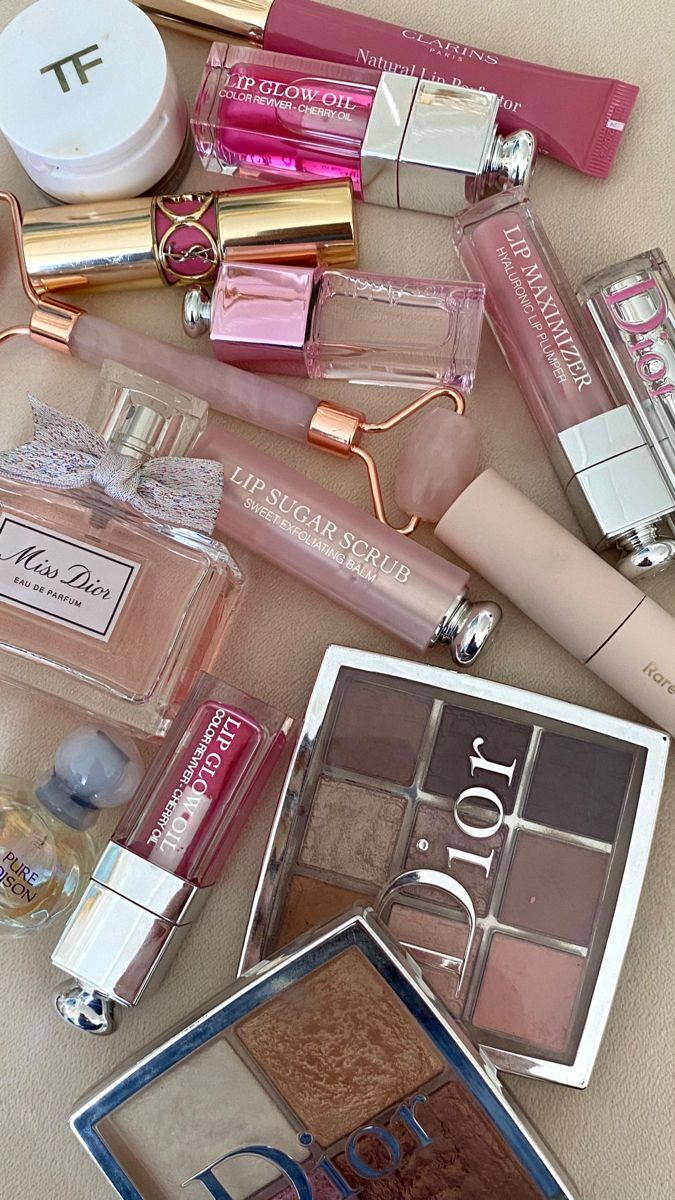 CLARINS
PARIS
Natural Lip Perfector
TF
LIP GLOW OIL
COLOR REVIVER - CHERRY OIL
YSL
LIP MAXIMIZER
HYALURONIC LIP PLUMPER
Dior
LIP SUGAR SCRUB
SWEET EXFOLIATING BALM
Miss Dior
EAU DE PARFUM
Rare
LIP GLOW OIL
COLOR REVIVER - CHERRY OIL
Dior
PURE
Dior